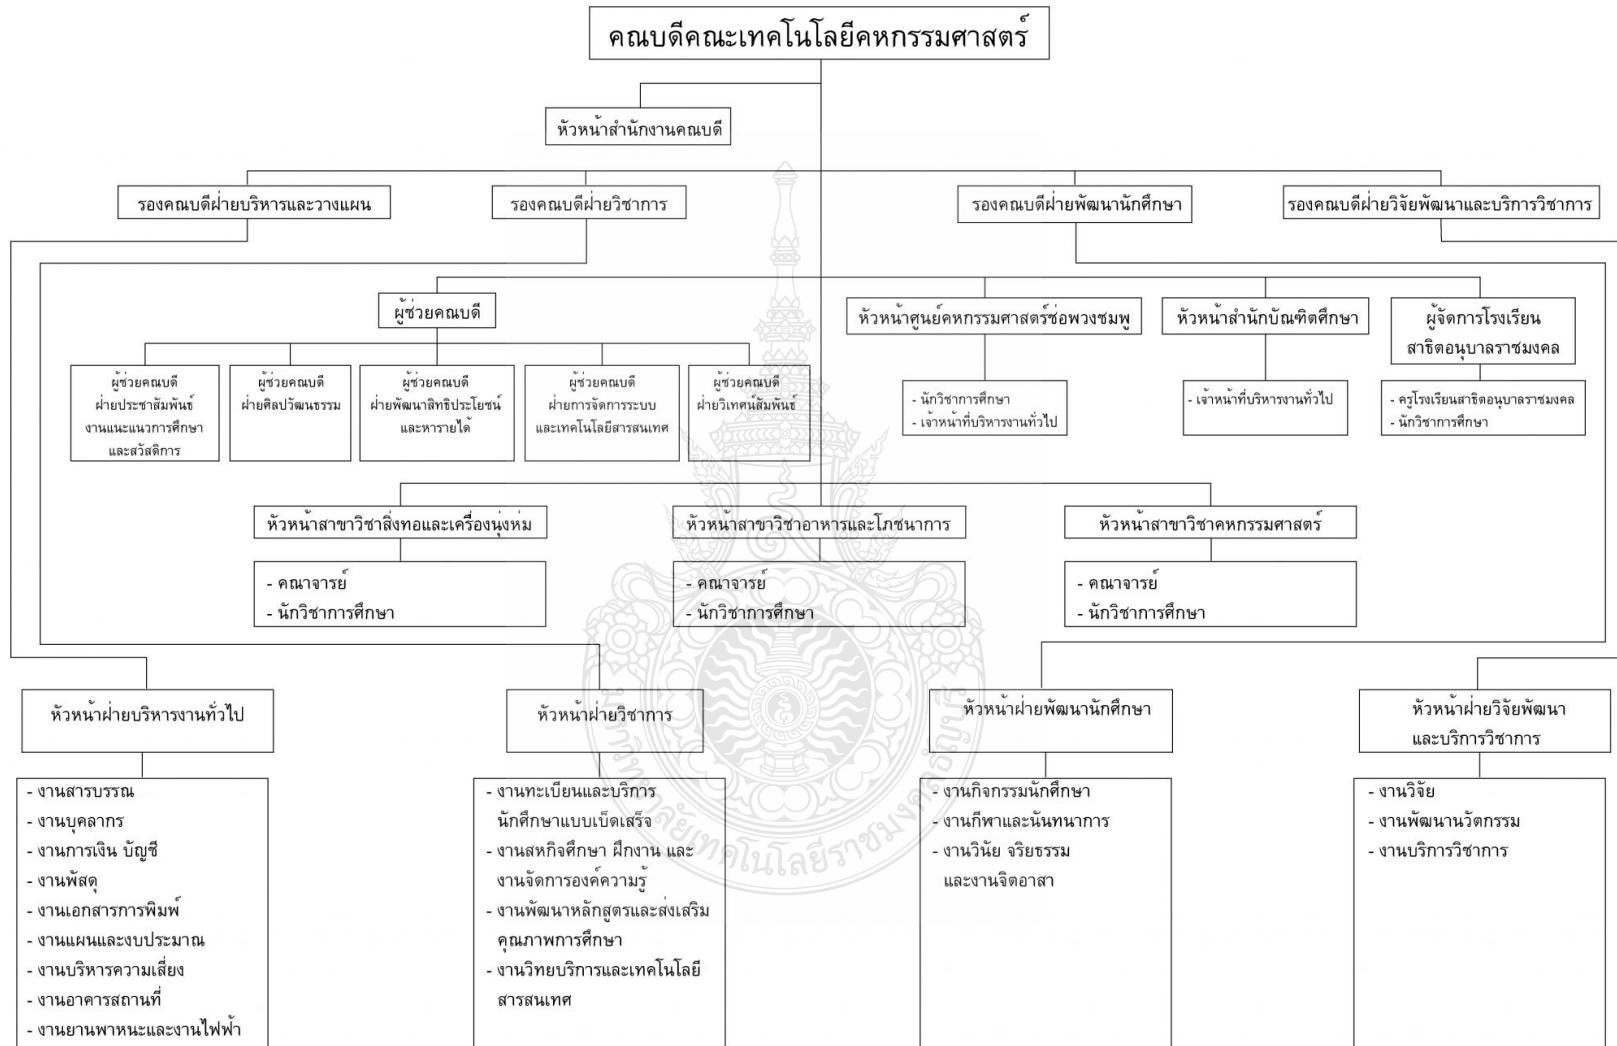 คณบดีคณะเทคโนโลยีคหกรรมศาสตร์
หัวหน้าสำนักงานคณบดี
รองคณบดีฝ่ายบริหารและวางแผน
รองคณบดีฝ่ายวิชาการ
รองคณบดีฝ่ายพัฒนานักศึกษา
รองคณบดีฝ่ายวิจัยพัฒนาและบริการวิชาการ
ผู้ช่วยคณบดี
หัวหน้าศูนย์คหกรรมศาสตร์ช่อพวงชมพู
หัวหน้าสำนักบัณฑิตศึกษา
ผู้จัดการโรงเรียน
สาธิตอนุบาลราชมงคล
ผู้ช่วยคณบดี
ฝ่ายประชาสัมพันธ์
งานแนะแนวการศึกษา
และสวัสดิการ
ผู้ช่วยคณบดี
ฝ่ายศิลปวัฒนธรรม
ผู้ช่วยคณบดี
ฝ่ายพัฒนาสิทธิประโยชน์
และหารายได้
ผู้ช่วยคณบดี
ฝ่ายการจัดการระบบ
และเทคโนโลยีสารสนเทศ
ผู้ช่วยคณบดี
ฝ่ายวิเทศน์สัมพันธ์
- นักวิชาการศึกษา
- เจ้าหน้าที่บริหารงานทั่วไป
- เจ้าหน้าที่บริหารงานทั่วไป
- ครูโรงเรียนสาธิตอนุบาลราชมงคล
- นักวิชาการศึกษา
หัวหน้าสาขาวิชาสิ่งทอและเครื่องนุ่งห่ม
หัวหน้าสาขาวิชาอาหารและโภชนาการ
หัวหน้าสาขาวิชาคหกรรมศาสตร์
- คณาจารย์
- นักวิชาการศึกษา
- คณาจารย์
- นักวิชาการศึกษา
- คณาจารย์
- นักวิชาการศึกษา
หัวหน้าฝ่ายบริหารงานทั่วไป
หัวหน้าฝ่ายวิชาการ
หัวหน้าฝ่ายพัฒนานักศึกษา
หัวหน้าฝ่ายวิจัยพัฒนา
และบริการวิชาการ
- งานสารบรรณ
- งานบุคลากร
- งานการเงิน บัญชี
- งานพัสดุ
- งานเอกสารการพิมพ์
- งานแผนและงบประมาณ
- งานบริหารความเสี่ยง
- งานอาคารสถานที่
- งานยานพาหนะและงานไฟฟ้า
- งานทะเบียนและบริการ
นักศึกษาแบบเบ็ดเสร็จ
- งานสหกิจศึกษา ฝึกงาน และ
งานจัดการองค์ความรู้
- งานพัฒนาหลักสูตรและส่งเสริม
คุณภาพการศึกษา
- งานวิทยบริการและเทคโนโลยี
สารสนเทศ
- งานกิจกรรมนักศึกษา
- งานกีฬาและนันทนาการ
- งานวินัย จริยธรรม
และงานจิตอาสา
- งานวิจัย
- งานพัฒนานวัตกรรม
- งานบริการวิชาการ
มหาวิทยาลัยเทคโนโลยีราชมงคลธัญบุรี